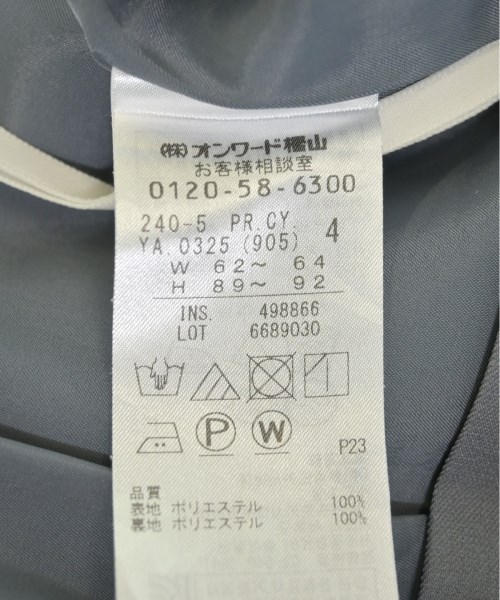 ㈱オンワード樫山
お客様相談室
0120-58-6300
240-5 PR.CY. 4
YA.0325 (905)
W 62～ 64
H 89～ 92
INS. 498866
LOT 6689030
P W
P23
品質
表地 ポリエステル 100%
裏地 ポリエステル 100%